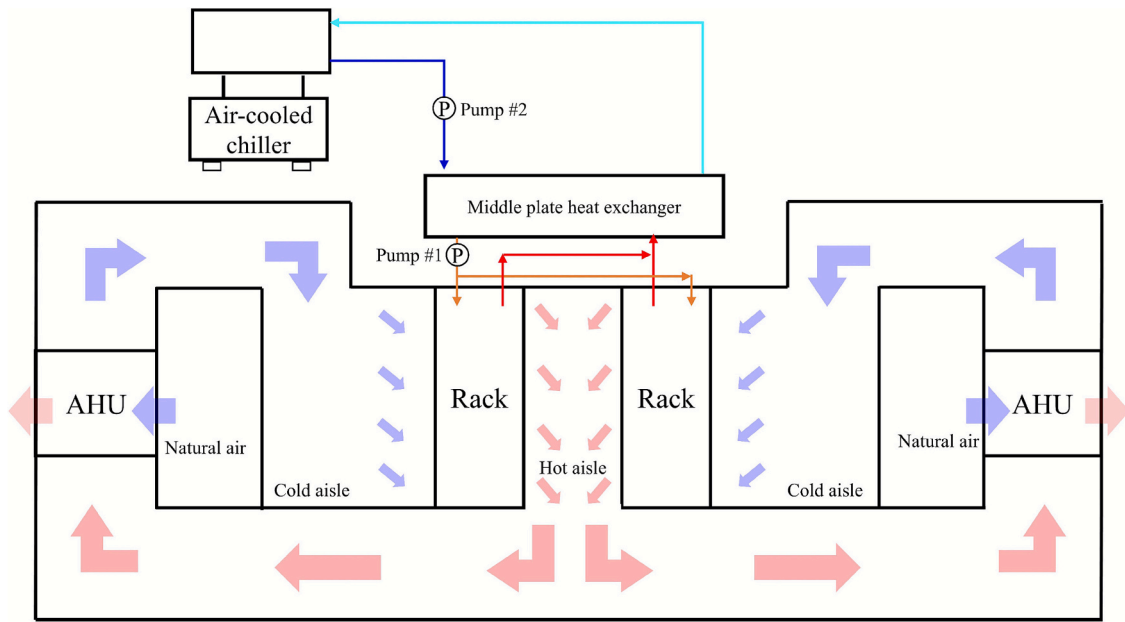 Air-cooled
chiller
P
Pump #2
Middle plate heat exchanger
Pump #1
P
AHU
Natural air
Cold aisle
Rack
Hot aisle
Rack
Cold aisle
Natural air
AHU